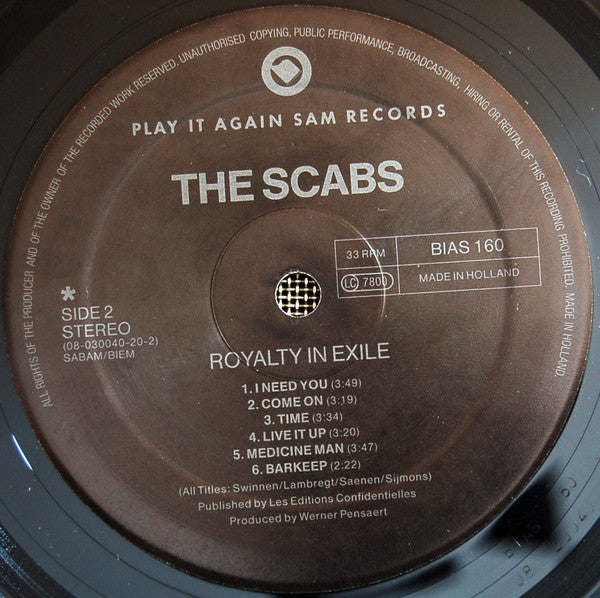 ALL RIGHTS OF THE PRODUCER AND OF THE OWNER OF THE RECORDED WORK RESERVED. UNAUTHORISED COPYING, PUBLIC PERFORMANCE, BROADCASTING, HIRING OR RENTAL OF THIS RECORDING PROHIBITED. MADE IN HOLLAND
PLAY IT AGAIN SAM RECORDS
THE SCABS
33 RPM
BIAS 160
LC 7800
MADE IN HOLLAND
*
SIDE 2
STEREO
(08-030040-20-2)
SABAM/BIEM
ROYALTY IN EXILE
1. I NEED YOU (3:49)
2. COME ON (3:19)
3. TIME (3:34)
4. LIVE IT UP (3:20)
5. MEDICINE MAN (3:47)
6. BARKEEP (2:22)
(All Titles: Swinnen/Lambregt/Saenen/Sijmons)
Published by Les Editions Confidentielles
Produced by Werner Pensaert